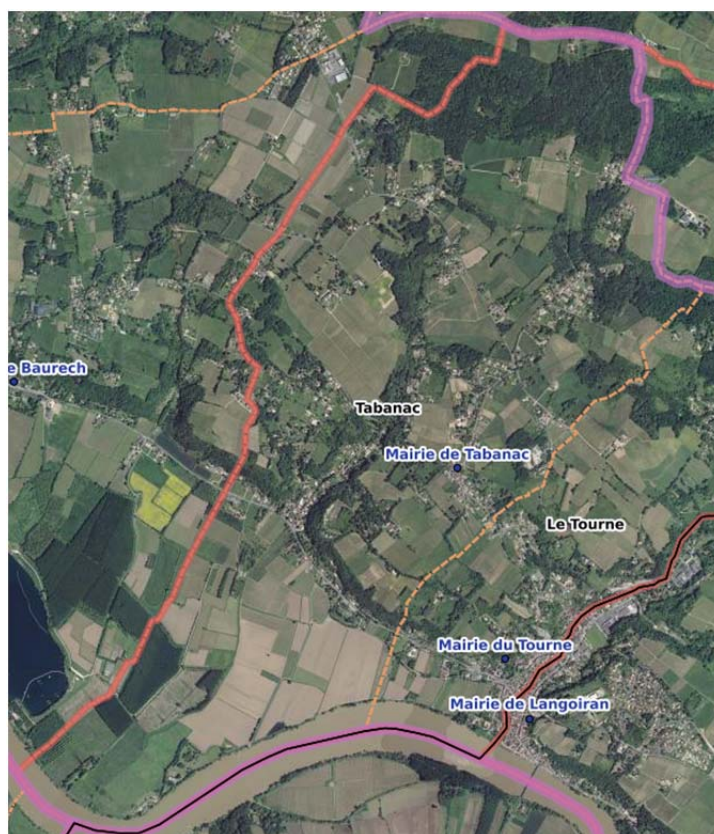 e Baurech
Tabanac
Mairie de Tabanac
Le Tourne
Mairie du Tourne
Mairie de Langoiran